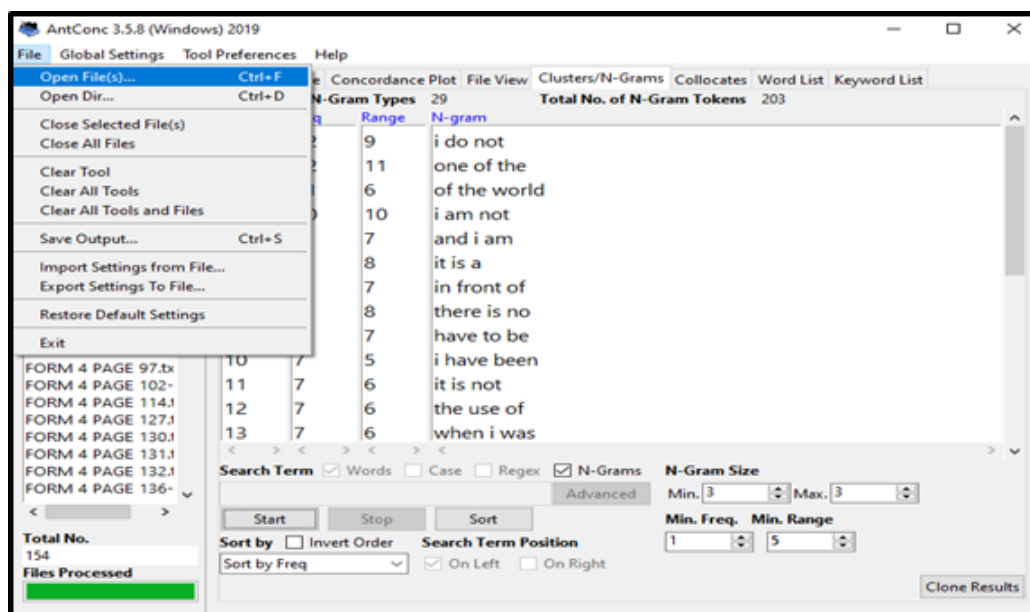 AntConc 3.5.8 (Windows) 2019
File Global Settings Tool Preferences Help
Open File(s)... Ctrl+F
Open Dir... Ctrl+D
Close Selected File(s)
Close All Files
Clear Tool
Clear All Tools
Clear All Tools and Files
Save Output... Ctrl+S
Import Settings from File...
Export Settings To File...
Restore Default Settings
Exit
Concordance Plot File View Clusters/N-Grams Collocates Word List Keyword List
N-Gram Types 29 Total No. of N-Gram Tokens 203
Range N-gram
9 i do not
11 one of the
6 of the world
10 i am not
7 and i am
8 it is a
7 in front of
8 there is no
7 have to be
10 7 5 i have been
11 7 6 it is not
12 7 6 the use of
13 7 6 when i was
FORM 4 PAGE 97.tx
FORM 4 PAGE 102-
FORM 4 PAGE 114.t
FORM 4 PAGE 127.t
FORM 4 PAGE 130.t
FORM 4 PAGE 131.t
FORM 4 PAGE 132.t
FORM 4 PAGE 136-
Total No.
154
Files Processed
Search Term Words Case Regex N-Grams N-Gram Size
Advanced Min. 3 Max. 3
Start Stop Sort Min. Freq. Min. Range
1 5
Sort by Invert Order Search Term Position
Sort by Freq On Left On Right
Clone Results